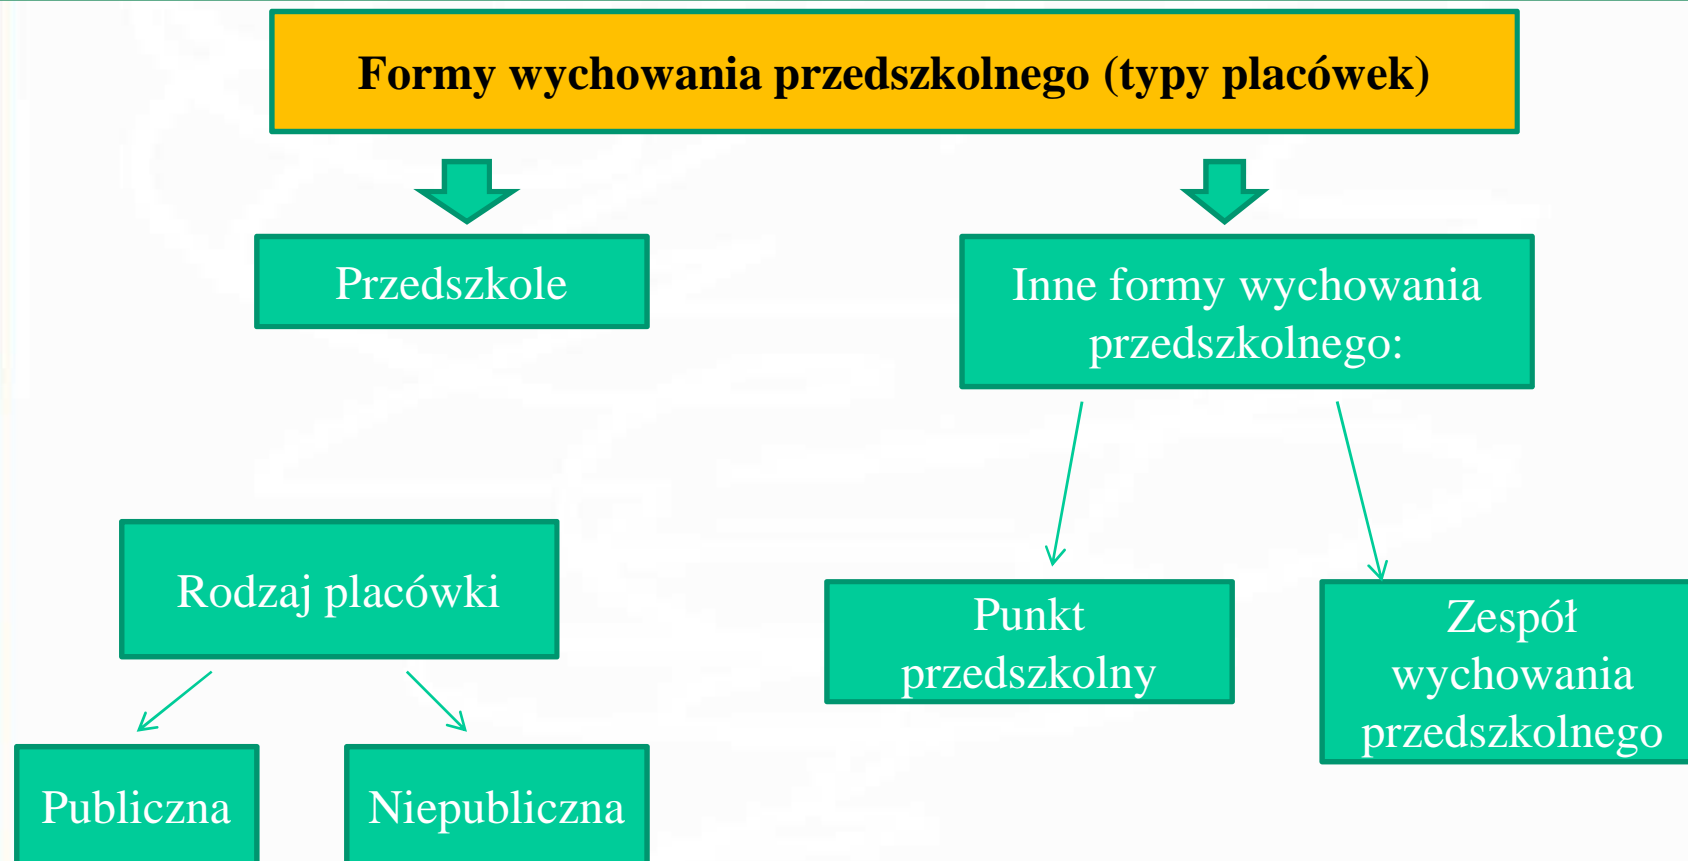 Formy wychowania przedszkolnego (typy placówek)
Przedszkole
Inne formy wychowania
przedszkolnego:
Rodzaj placówki
Punkt
przedszkolny
Zespół
wychowania
przedszkolnego
Publiczna
Niepubliczna